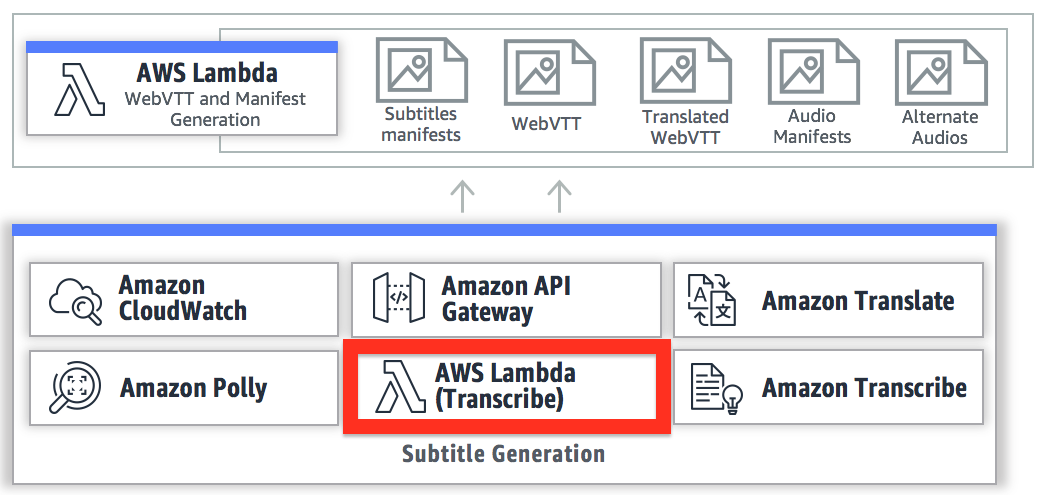 AWS Lambda
WebVTT and Manifest
Generation
Subtitles
manifests
WebVTT
Translated
WebVTT
Audio
Manifests
Alternate
Audios
Amazon
CloudWatch
Amazon API
Gateway
</>
A
文
Amazon Translate
Amazon Polly
AWS Lambda
(Transcribe)
Amazon Transcribe
Subtitle Generation